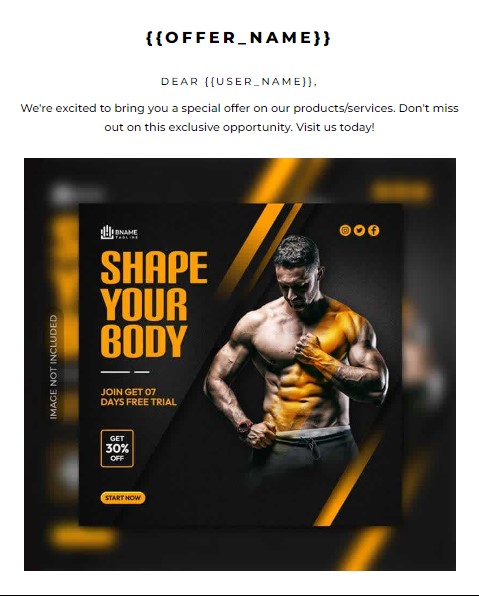 {{OFFER_NAME}}
DEAR {{USER_NAME}},
We're excited to bring you a special offer on our products/services. Don't miss
out on this exclusive opportunity. Visit us today!
BNAME
TAGLINE
SHAPE
YOUR
BODY
JOIN GET 07
DAYS FREE TRIAL
GET
30%
OFF
START NOW
IMAGE NOT INCLUDED